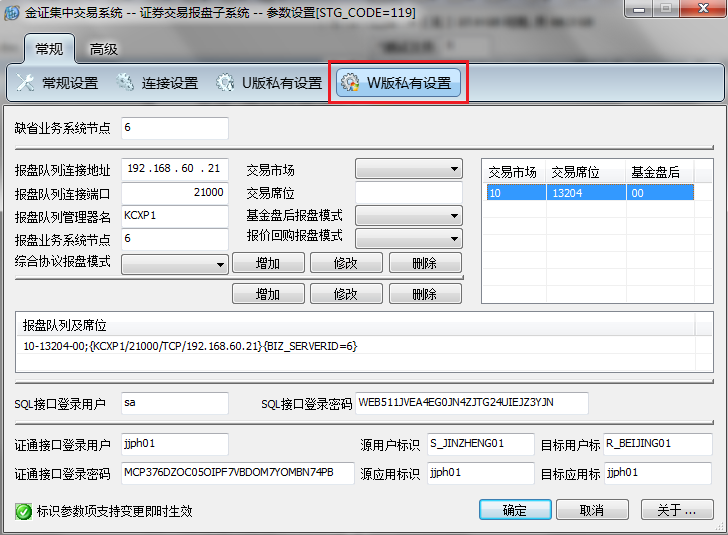 金证集中交易系统 -- 证券交易报盘子系统 -- 参数设置[STG_CODE=119]
常规 高级
常规设置 连接设置 U版私有设置 W版私有设置
缺省业务系统节点 6
报盘队列连接地址 192 . 168 . 60 . 21 交易市场 交易市场 交易席位 基金盘后
报盘队列连接端口 21000 交易席位 10 13204 00
报盘队列管理器名 KCXP1 基金盘后报盘模式
报盘业务系统节点 6 报价回购报盘模式
综合协议报盘模式 增加 修改 删除
增加 修改 删除
报盘队列及席位
10-13204-00;{KCXP1/21000/TCP/192.168.60.21}{BIZ_SERVERID=6}
SQL接口登录用户 sa SQL接口登录密码 WEB511JVEA4EG0JN4ZJTG24UIEJZ3YJN
证通接口登录用户 jjph01 源用户标识 S_JINZHENG01 目标用户标 R_BEIJING01
证通接口登录密码 MCP376DZOC05OIPF7VBDOM7YOMBN74PB 源应用标识 jjph01 目标应用标 jjph01
标识参数项支持变更即时生效 确定 取消 关于 ...